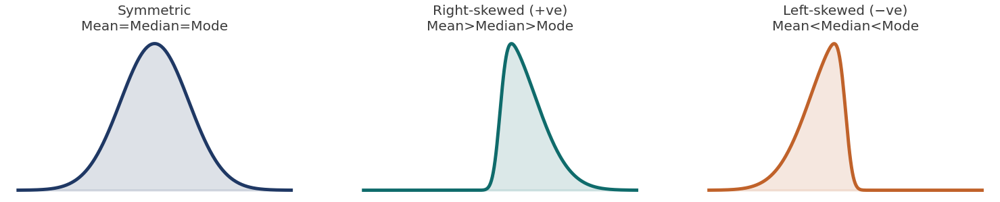 Symmetric
Mean=Median=Mode
Right-skewed (+ve)
Mean>Median>Mode
Left-skewed (−ve)
Mean<Median<Mode